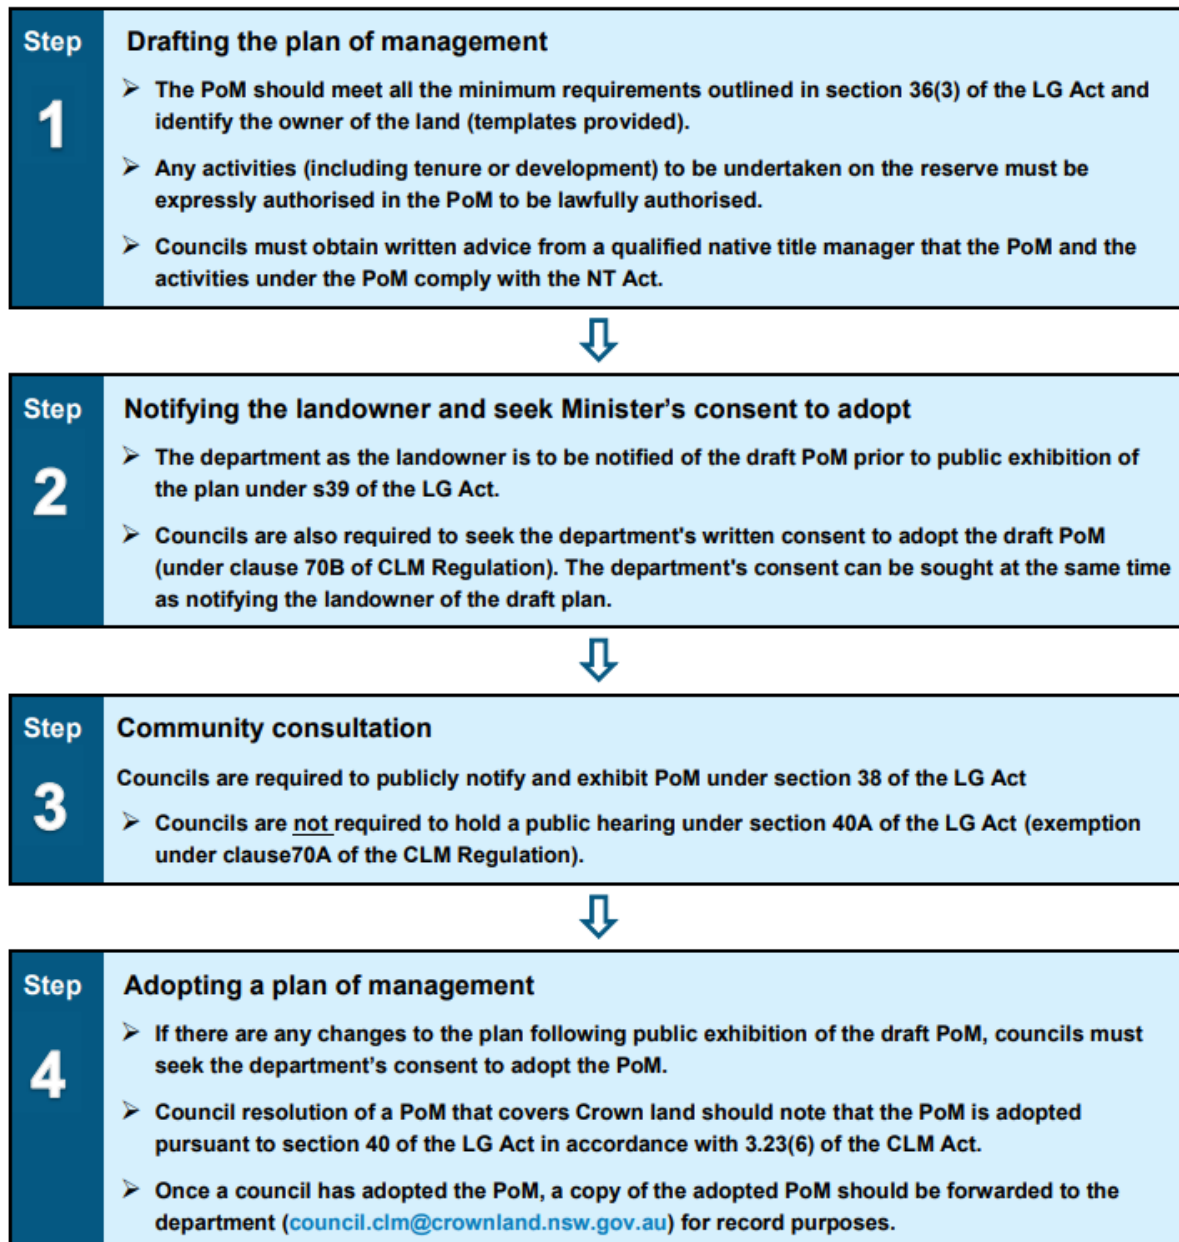 Step
1
Drafting the plan of management
➢ The PoM should meet all the minimum requirements outlined in section 36(3) of the LG Act and
identify the owner of the land (templates provided).
➢ Any activities (including tenure or development) to be undertaken on the reserve must be
expressly authorised in the PoM to be lawfully authorised.
➢ Councils must obtain written advice from a qualified native title manager that the PoM and the
activities under the PoM comply with the NT Act.
Step
2
Notifying the landowner and seek Minister's consent to adopt
➢ The department as the landowner is to be notified of the draft PoM prior to public exhibition of
the plan under s39 of the LG Act.
➢ Councils are also required to seek the department's written consent to adopt the draft PoM
(under clause 70B of CLM Regulation). The department's consent can be sought at the same time
as notifying the landowner of the draft plan.
Step
3
Community consultation
Councils are required to publicly notify and exhibit PoM under section 38 of the LG Act
➢ Councils are not required to hold a public hearing under section 40A of the LG Act (exemption
under clause70A of the CLM Regulation).
Step
4
Adopting a plan of management
➢ If there are any changes to the plan following public exhibition of the draft PoM, councils must
seek the department's consent to adopt the PoM.
➢ Council resolution of a PoM that covers Crown land should note that the PoM is adopted
pursuant to section 40 of the LG Act in accordance with 3.23(6) of the CLM Act.
➢ Once a council has adopted the PoM, a copy of the adopted PoM should be forwarded to the
department (council.clm@crownland.nsw.gov.au) for record purposes.